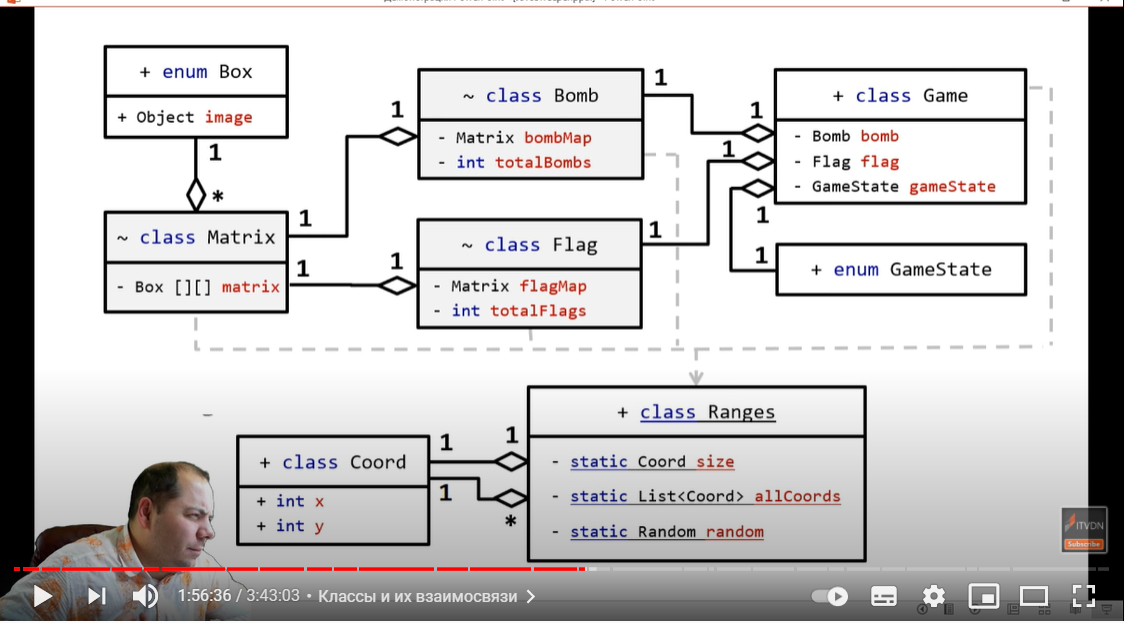 + enum Box
+ Object image
1
*
~ class Matrix
- Box [][] matrix
1
1
1
1
~ class Bomb
- Matrix bombMap
- int totalBombs
~ class Flag
- Matrix flagMap
- int totalFlags
1
1
1
1
1
1
+ class Game
- Bomb bomb
- Flag flag
- GameState gameState
+ enum GameState
+ class Coord
+ int x
+ int y
1
1
1
*
+ class Ranges
- static Coord size
- static List<Coord> allCoords
- static Random random
ITVDN
Subscribe
1:56:36 / 3:43:03 • Классы и их взаимосвязи